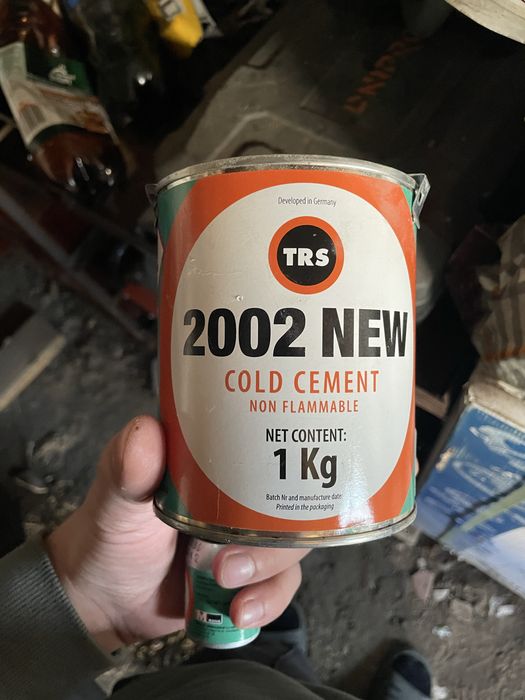 Developed in Germany
TRS
2002 NEW
COLD CEMENT
NON FLAMMABLE
NET CONTENT:
1 Kg
Batch Nr and manufacture date:
Printed in the packaging
DNIPRO